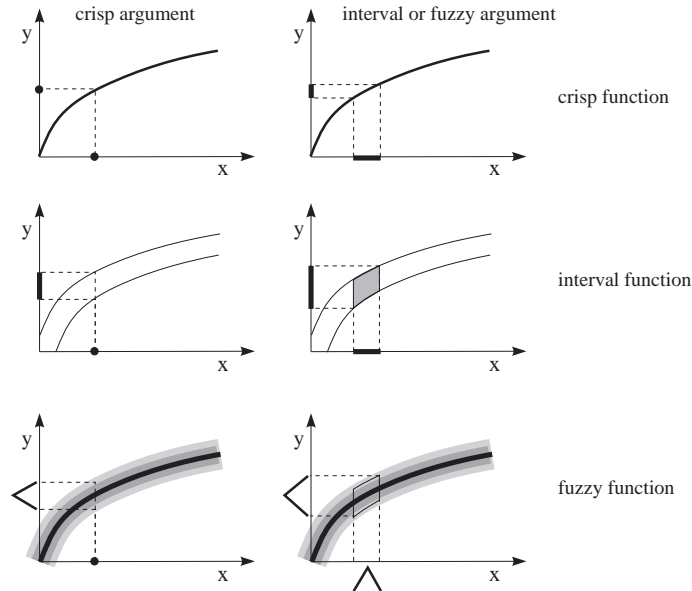 crisp argument
interval or fuzzy argument
y
x
y
x
crisp function
y
x
y
x
interval function
y
x
y
x
fuzzy function